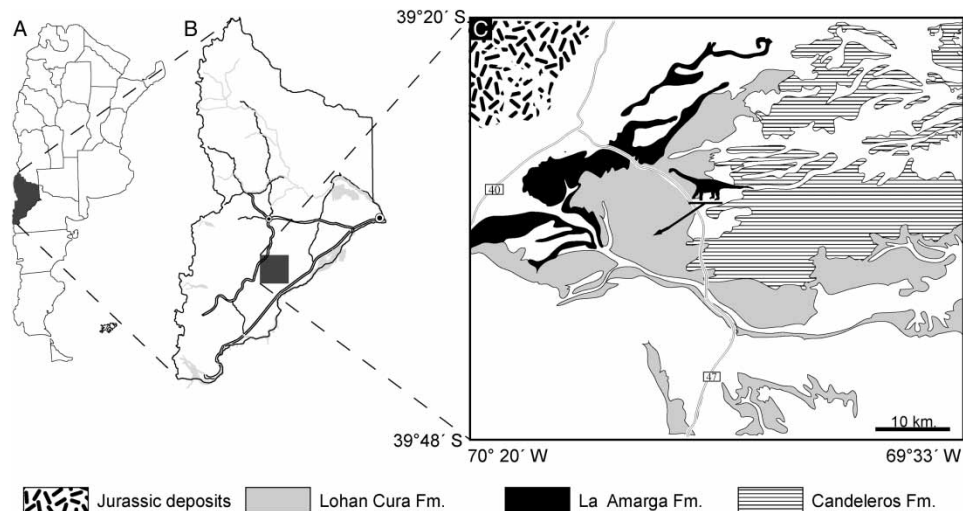 A
B
39°20´ S
C
40
47
10 km.
39°48´ S
70° 20´ W
69°33´ W
Jurassic deposits
Lohan Cura Fm.
La Amarga Fm.
Candeleros Fm.